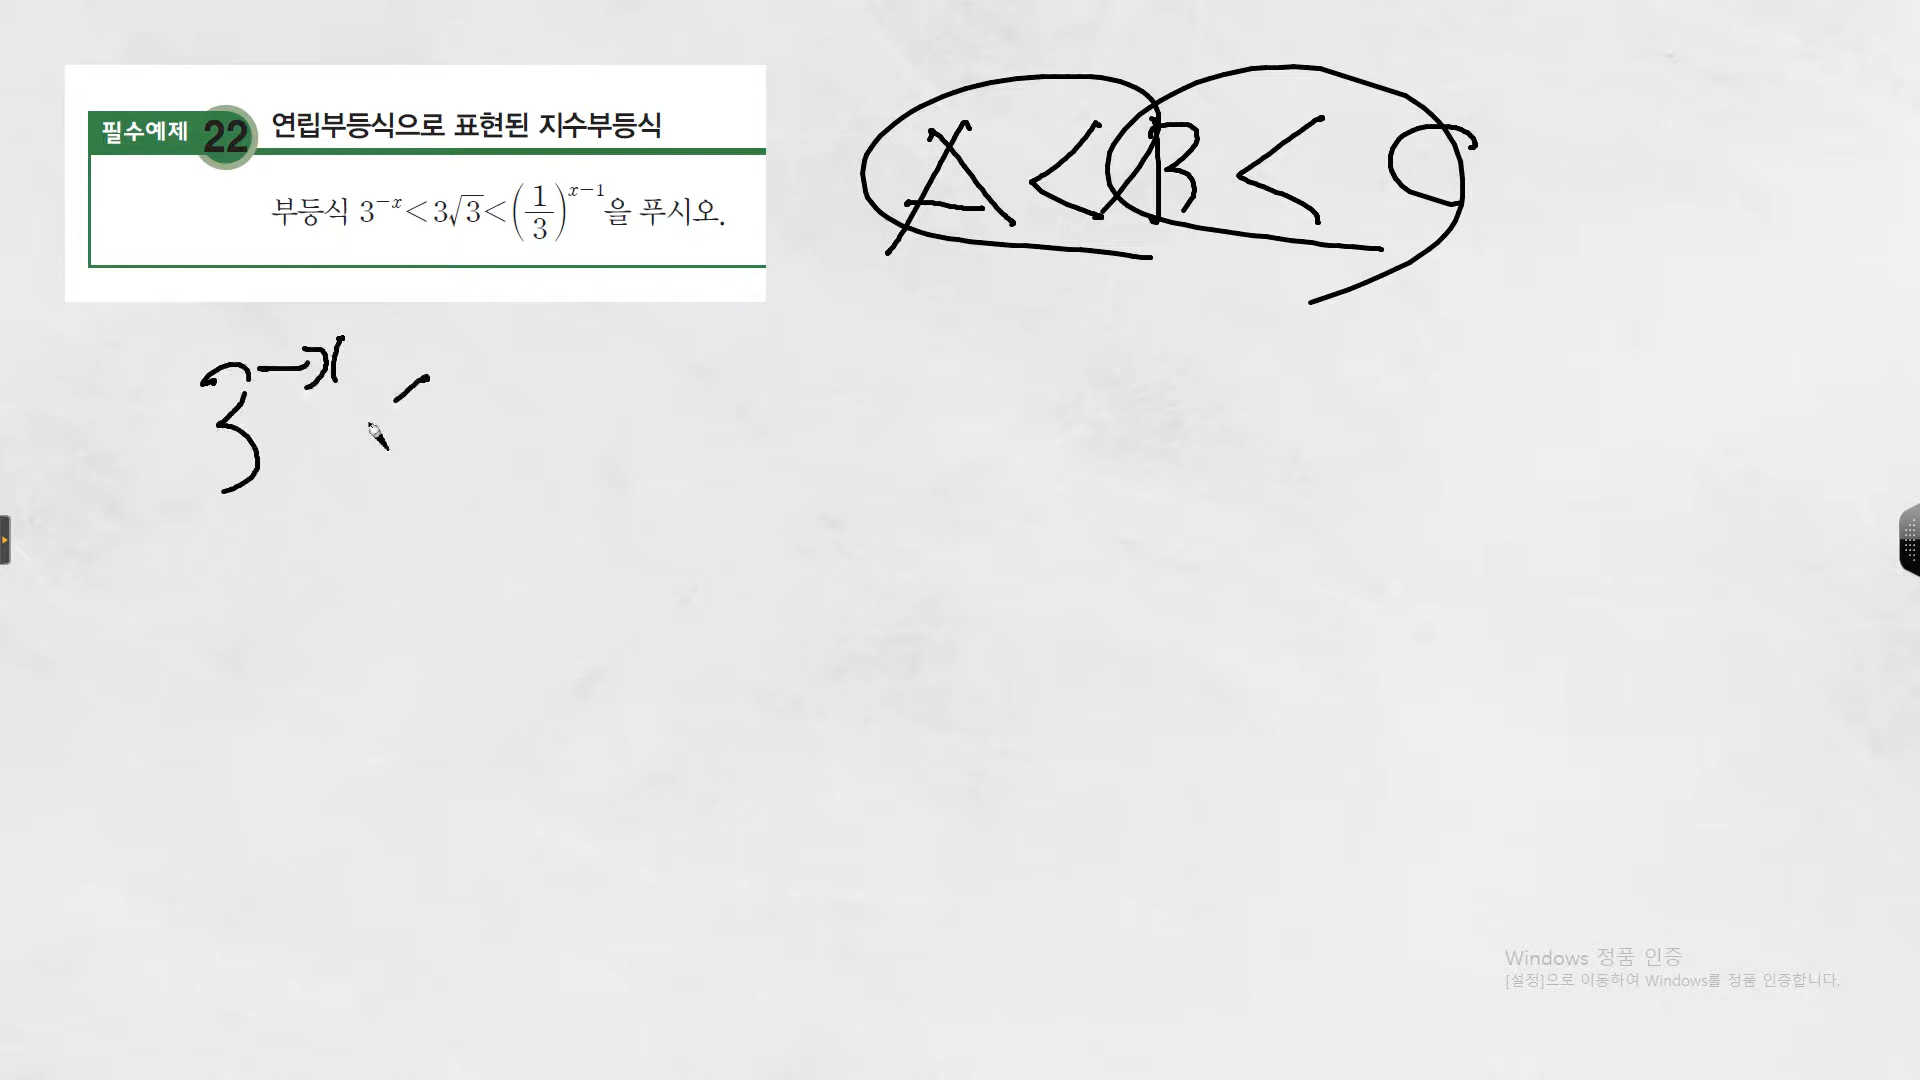 필수예제 22 연립부등식으로 표현된 지수부등식
부등식 3^{-x}<3√3<(1/3)^{x-1}을 푸시오.
A < B < C
3^{-x}
Windows 정품 인증
[설정]으로 이동하여 Windows를 정품 인증합니다.